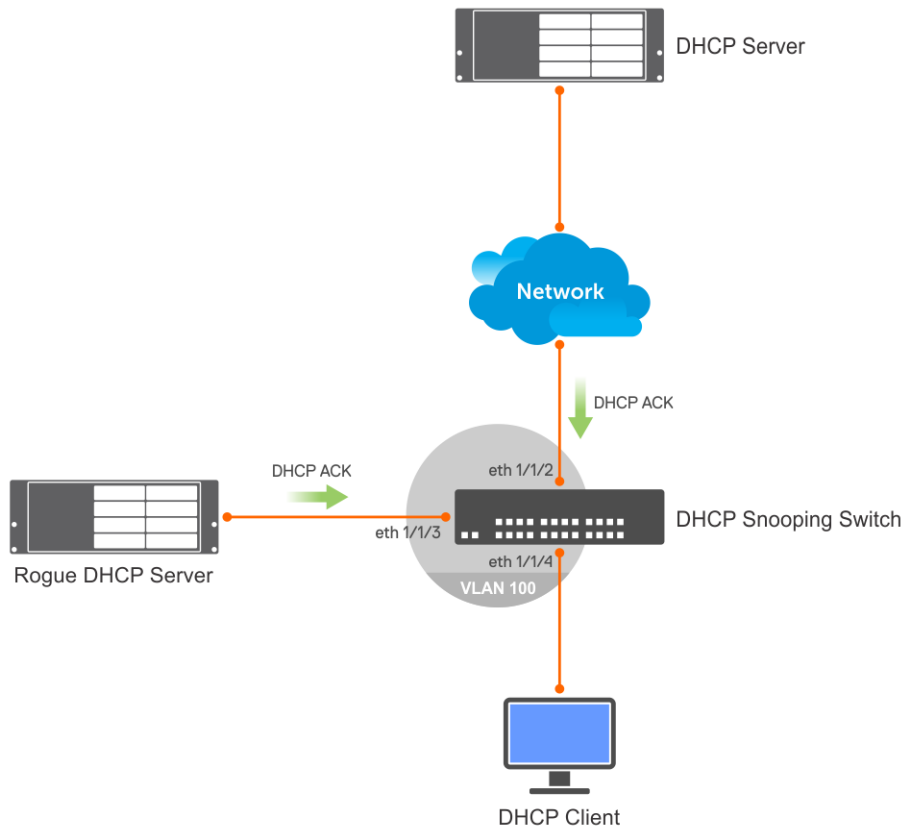 DHCP Server
Network
DHCP ACK
eth 1/1/2
DHCP ACK
eth 1/1/3
DHCP Snooping Switch
Rogue DHCP Server
eth 1/1/4
VLAN 100
DHCP Client